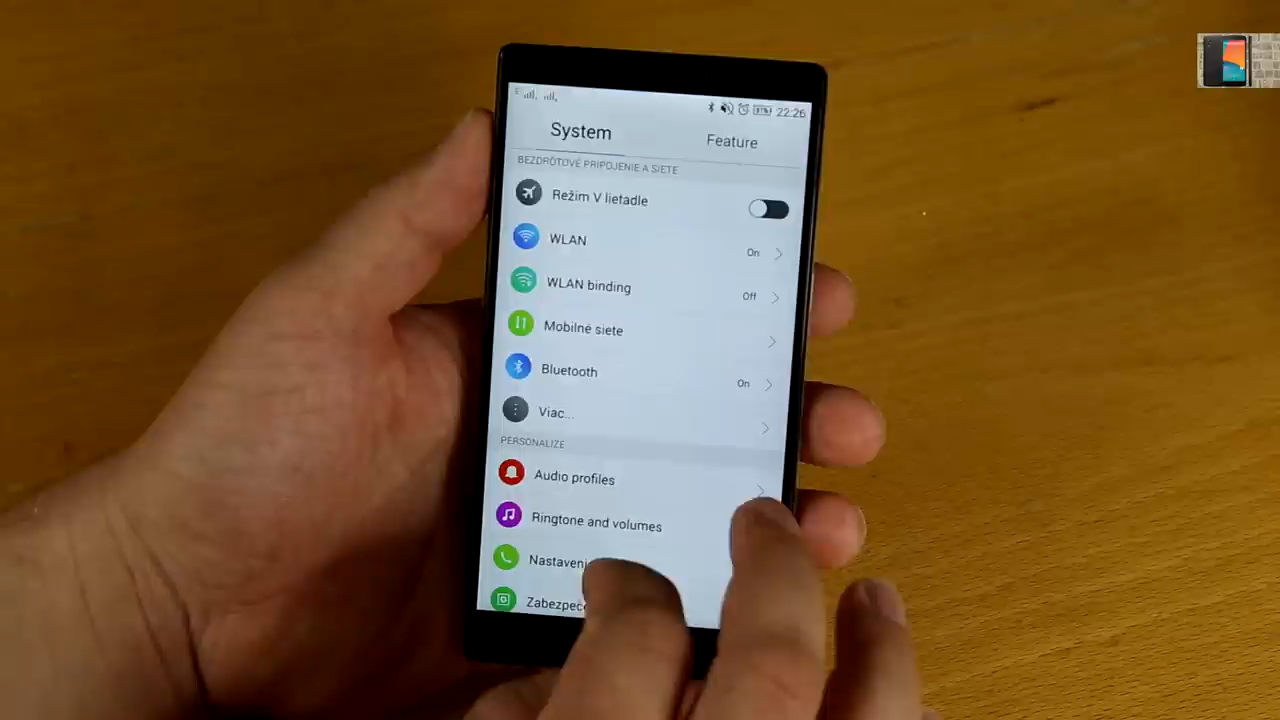 22:26
System
Feature
BEZDRÔTOVÉ PRIPOJENIE A SIETE
Režim V lietadle
WLAN
On
WLAN binding
Off
Mobilné siete
Bluetooth
On
Viac...
PERSONALIZE
Audio profiles
Ringtone and volumes